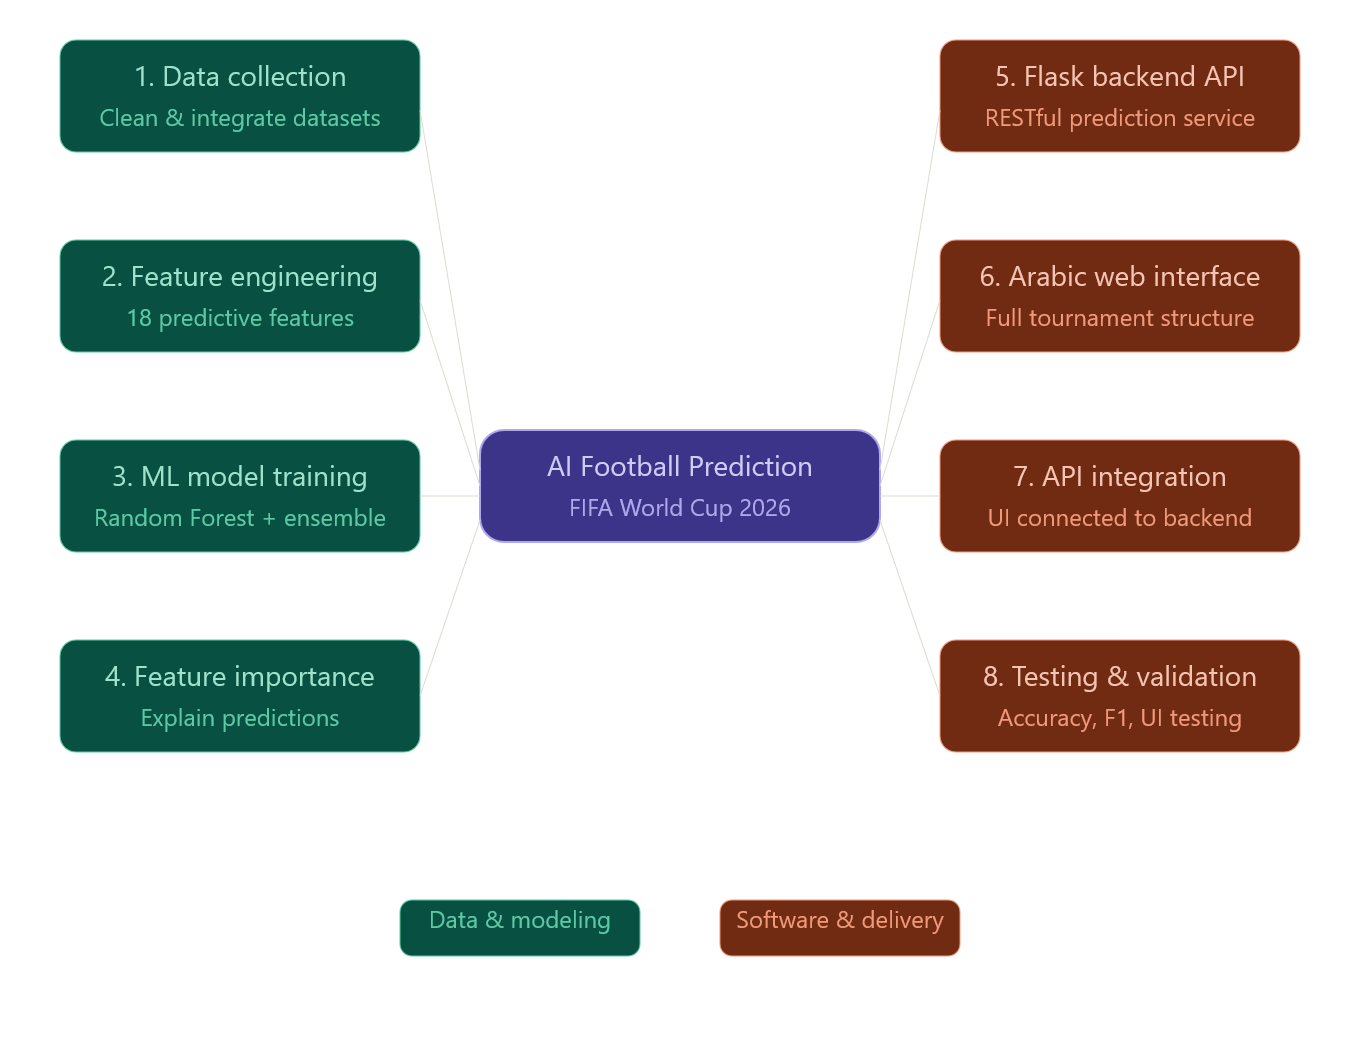 1. Data collection
Clean & integrate datasets
2. Feature engineering
18 predictive features
3. ML model training
Random Forest + ensemble
4. Feature importance
Explain predictions
AI Football Prediction
FIFA World Cup 2026
5. Flask backend API
RESTful prediction service
6. Arabic web interface
Full tournament structure
7. API integration
UI connected to backend
8. Testing & validation
Accuracy, F1, UI testing
Data & modeling
Software & delivery